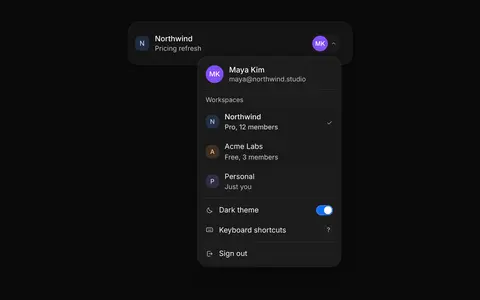 N
Northwind
Pricing refresh
MK
MK
Maya Kim
maya@northwind.studio
Workspaces
N
Northwind
Pro, 12 members
A
Acme Labs
Free, 3 members
P
Personal
Just you
Dark theme
Keyboard shortcuts
?
Sign out